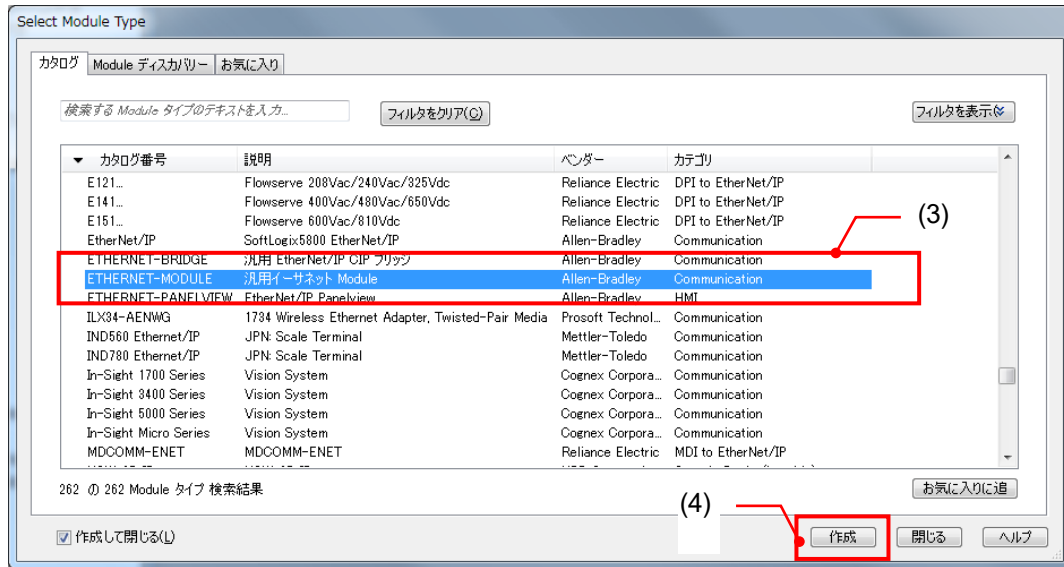 Select Module Type
カタログ Module ディスカバリー お気に入り
検索する Module タイプのテキストを入力... フィルタをクリア(C) フィルタを表示
カタログ番号 説明 ベンダー カテゴリ
E121... Flowserve 208Vac/240Vac/325Vdc Reliance Electric DPI to EtherNet/IP
E141... Flowserve 400Vac/480Vac/650Vdc Reliance Electric DPI to EtherNet/IP
E151... Flowserve 600Vac/810Vdc Reliance Electric DPI to EtherNet/IP
(3)
EtherNet/IP SoftLogix5800 EtherNet/IP Allen-Bradley Communication
ETHERNET-BRIDGE 汎用 EtherNet/IP CIP ブリッジ Allen-Bradley Communication
ETHERNET-MODULE 汎用イーサネット Module Allen-Bradley Communication
ETHERNET-PANELVIEW EtherNet/IP Panelview Allen-Bradley HMI
ILX34-AENWG 1734 Wireless Ethernet Adapter, Twisted-Pair Media Prosoft Technol... Communication
IND560 Ethernet/IP JPN: Scale Terminal Mettler-Toledo Communication
IND780 Ethernet/IP JPN: Scale Terminal Mettler-Toledo Communication
In-Sight 1700 Series Vision System Cognex Corpora... Communication
In-Sight 3400 Series Vision System Cognex Corpora... Communication
In-Sight 5000 Series Vision System Cognex Corpora... Communication
In-Sight Micro Series Vision System Cognex Corpora... Communication
MDCOMM-ENET MDCOMM-ENET Reliance Electric MDI to EtherNet/IP
262 の 262 Module タイプ 検索結果 お気に入りに追
(4)
作成して閉じる(L) 作成 閉じる ヘルプ